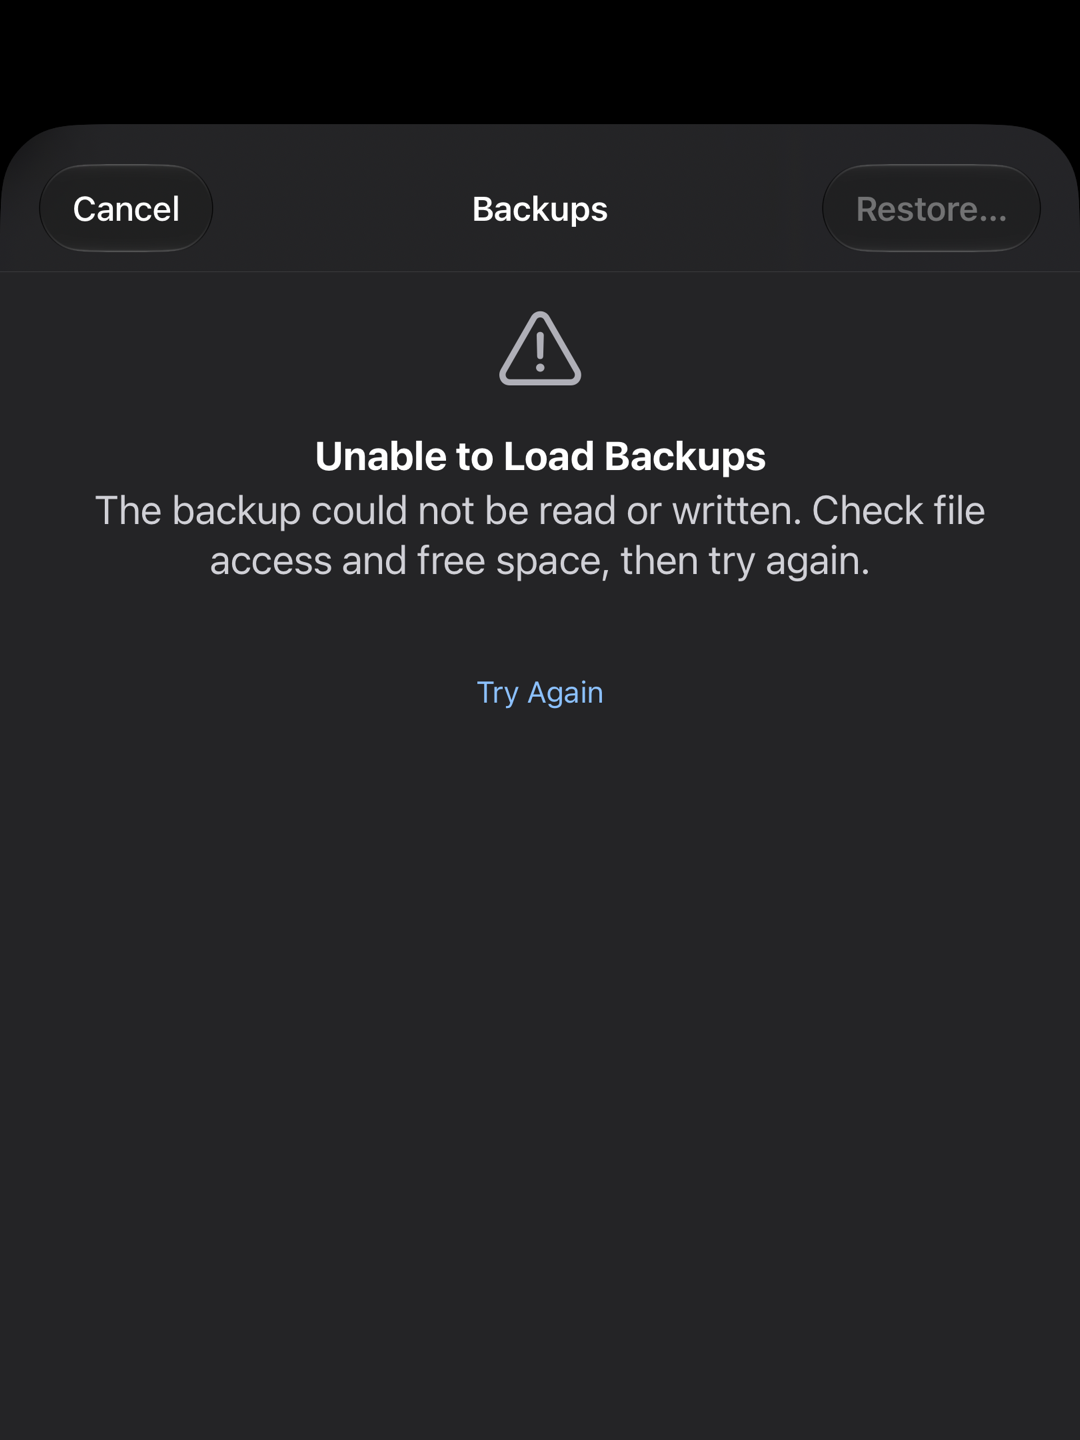 Cancel
Backups
Restore...
Unable to Load Backups
The backup could not be read or written. Check file
access and free space, then try again.
Try Again